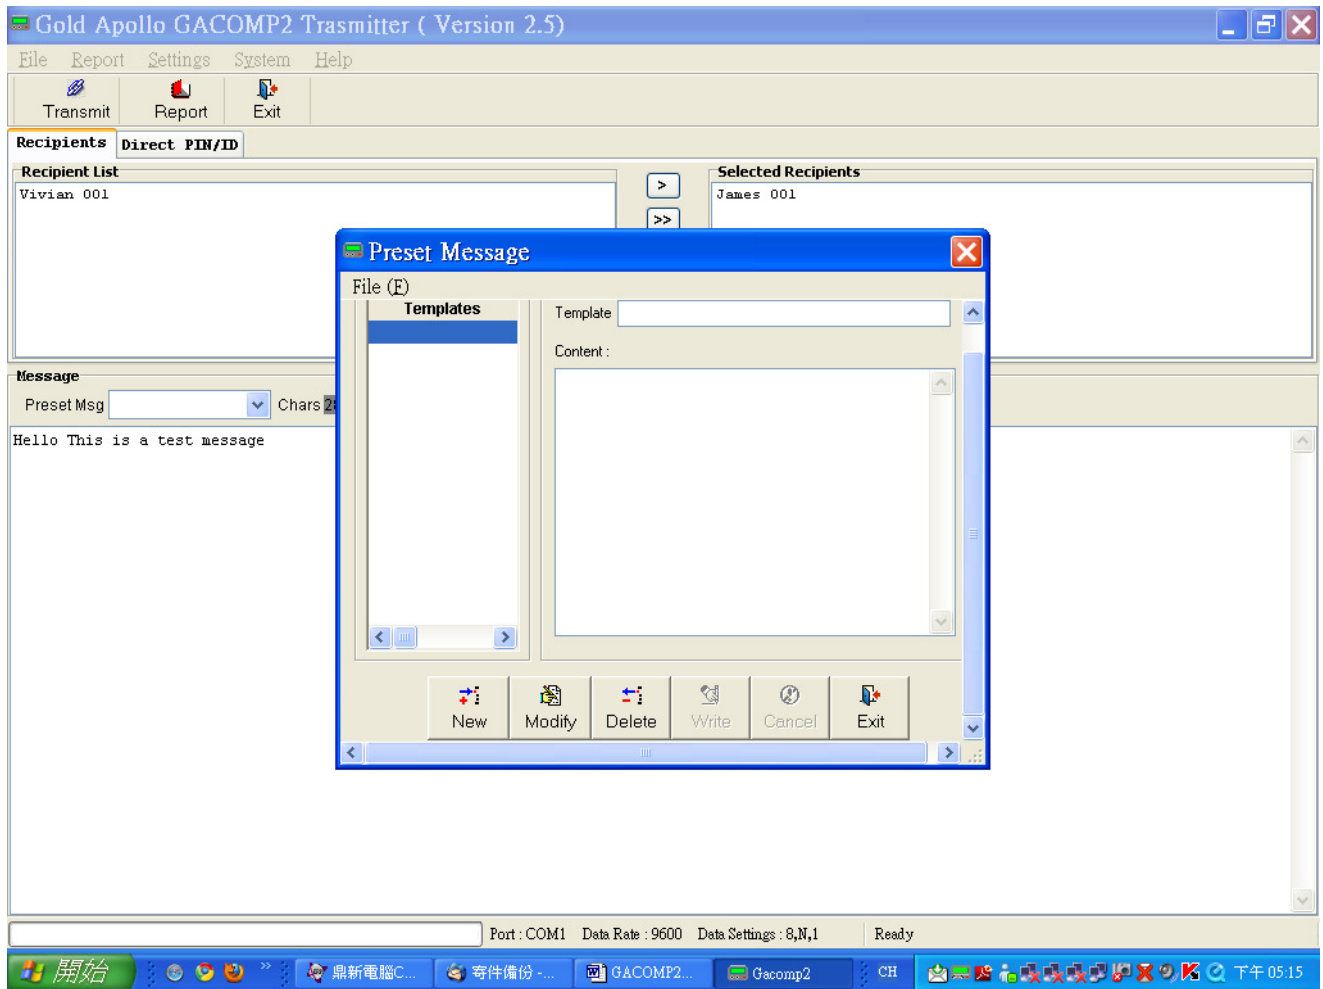 Gold Apollo GACOMP2 Trasmitter ( Version 2.5)
File Report Settings System Help
Transmit Report Exit
Recipients Direct PIN/ID
Recipient List
Vivian 001
>
>>
Selected Recipients
James 001
Preset Message
File (F)
Templates
Template
Content :
New Modify Delete Write Cancel Exit
Message
Preset Msg Chars
Hello This is a test message
Port : COM1 Data Rate : 9600 Data Settings : 8,N,1 Ready
開始 » 鼎新電腦C... 寄件備份 -... GACOMP2... Gacomp2 CH 下午 05:15